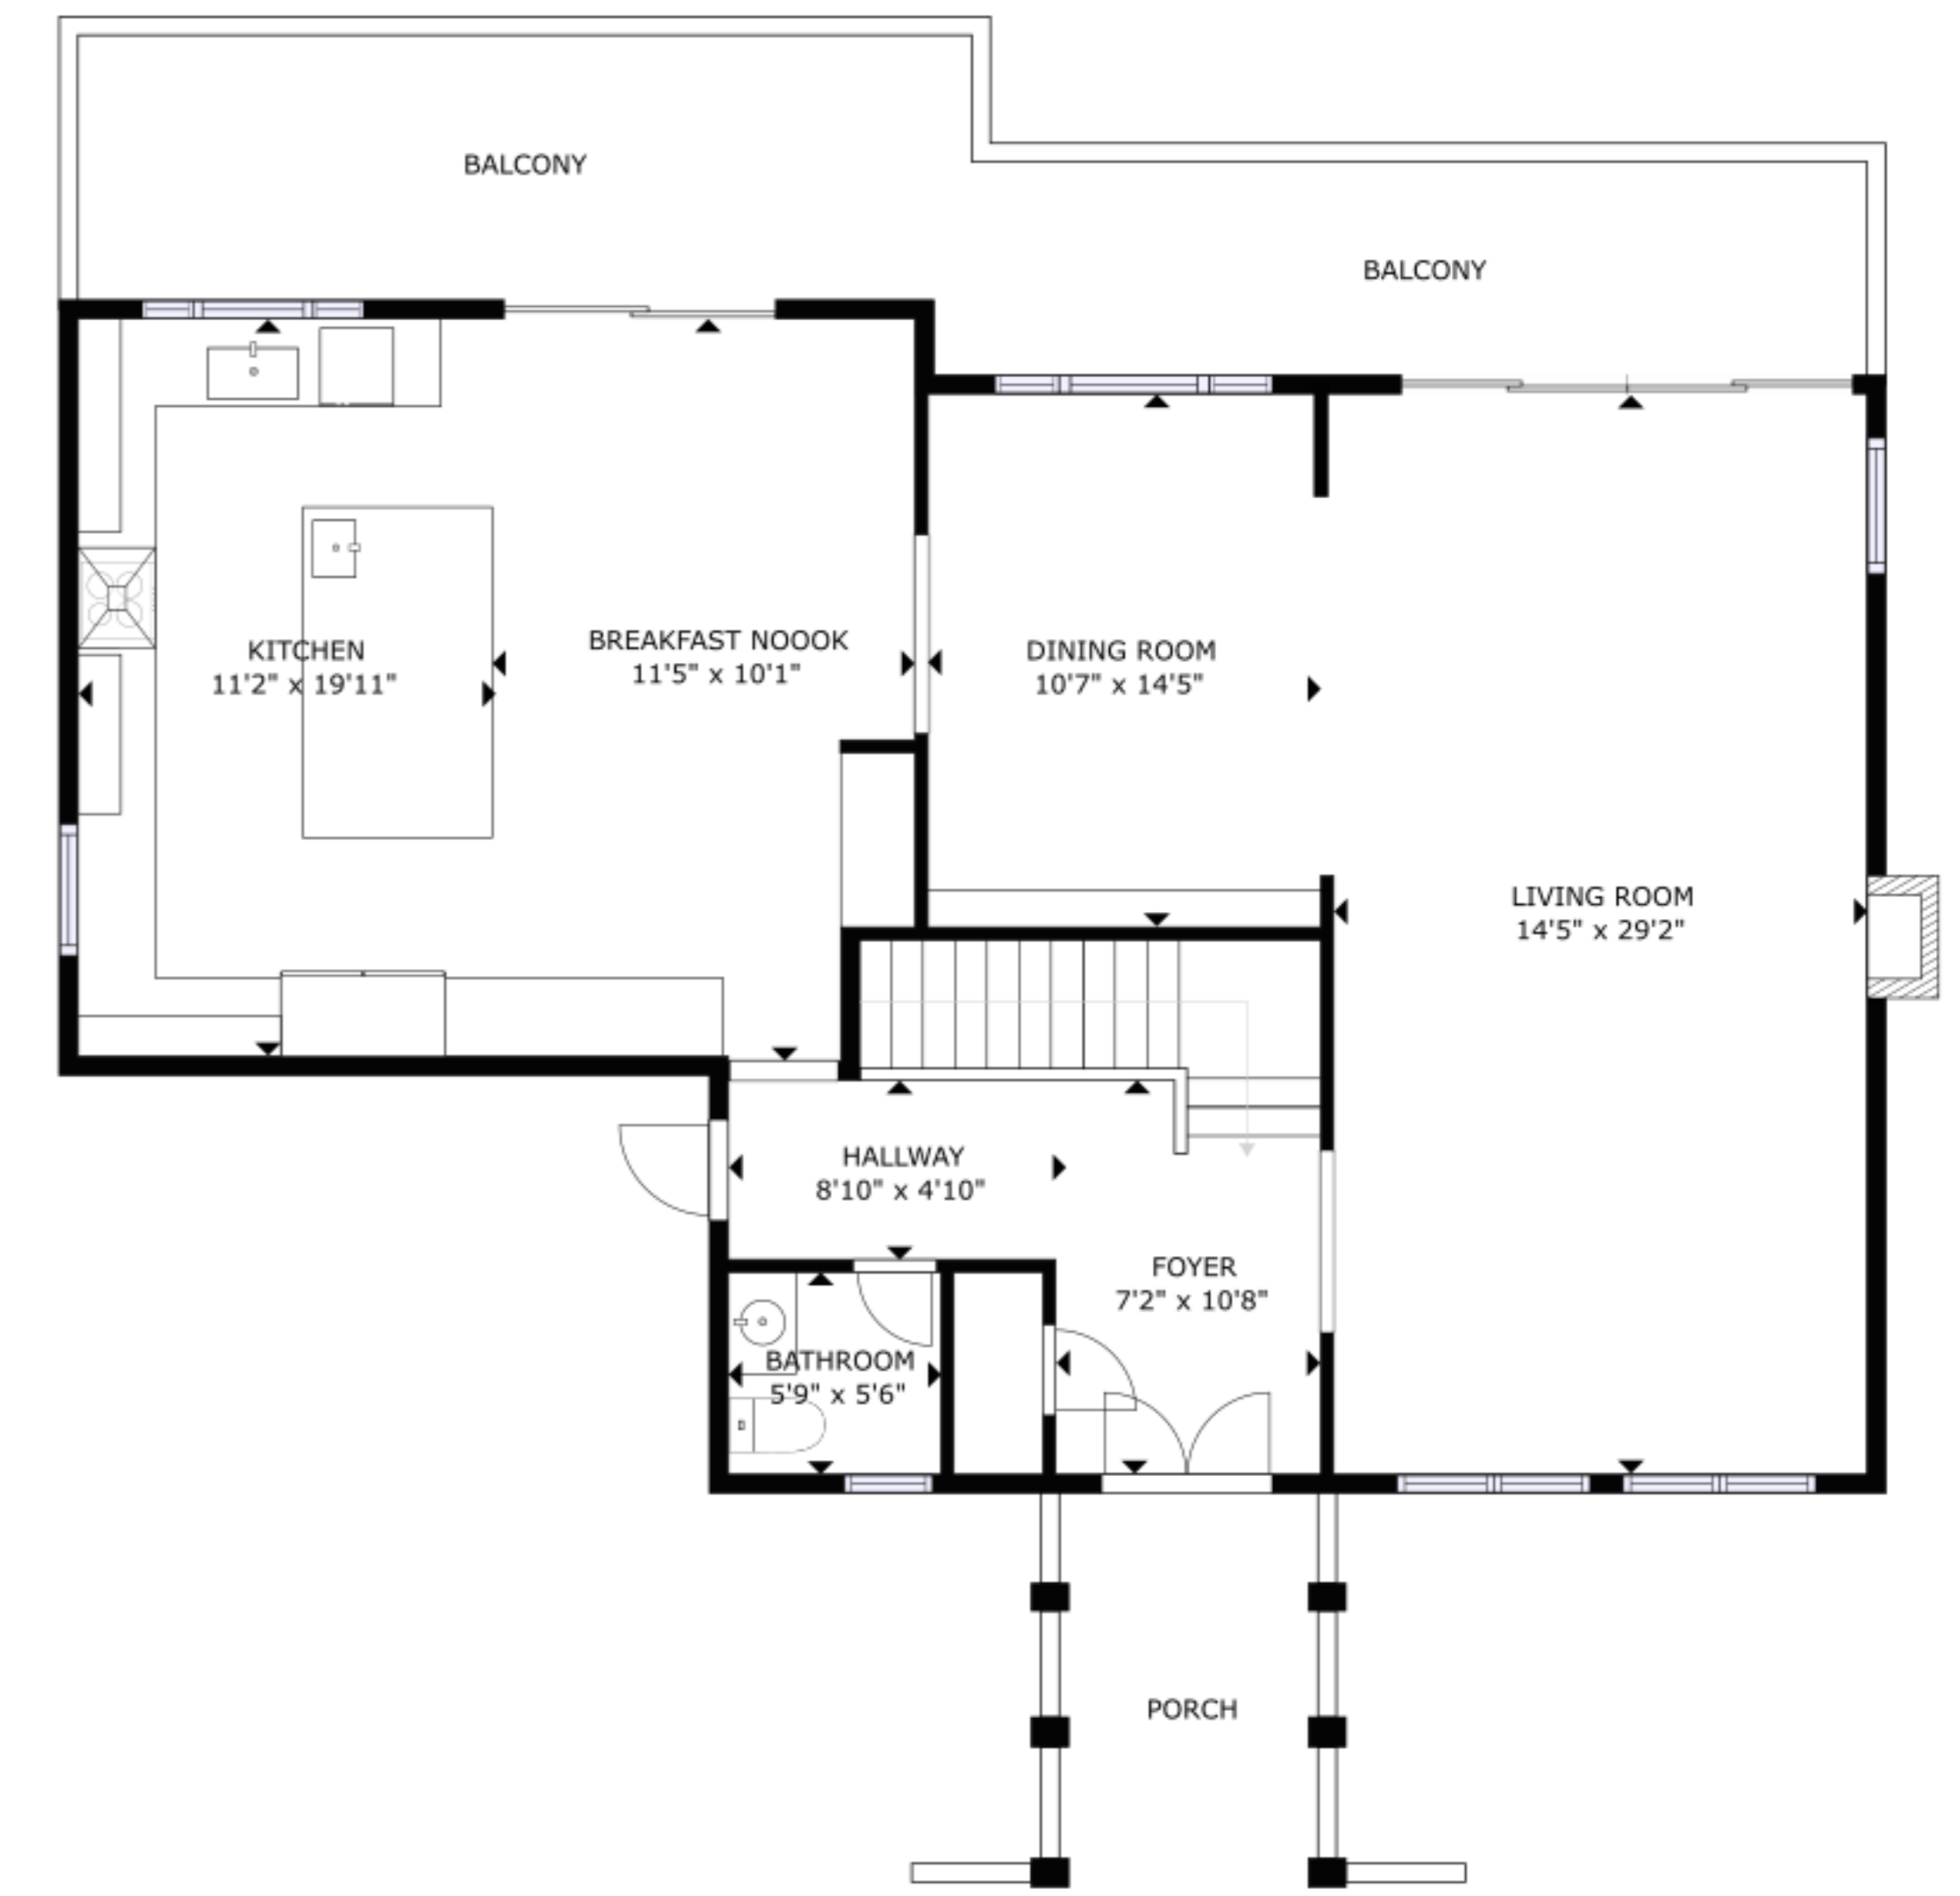 BALCONY
BALCONY
KITCHEN
11'2" x 19'11"
BREAKFAST NOOOK
11'5" x 10'1"
DINING ROOM
10'7" x 14'5"
LIVING ROOM
14'5" x 29'2"
HALLWAY
8'10" x 4'10"
FOYER
7'2" x 10'8"
BATHROOM
5'9" x 5'6"
PORCH